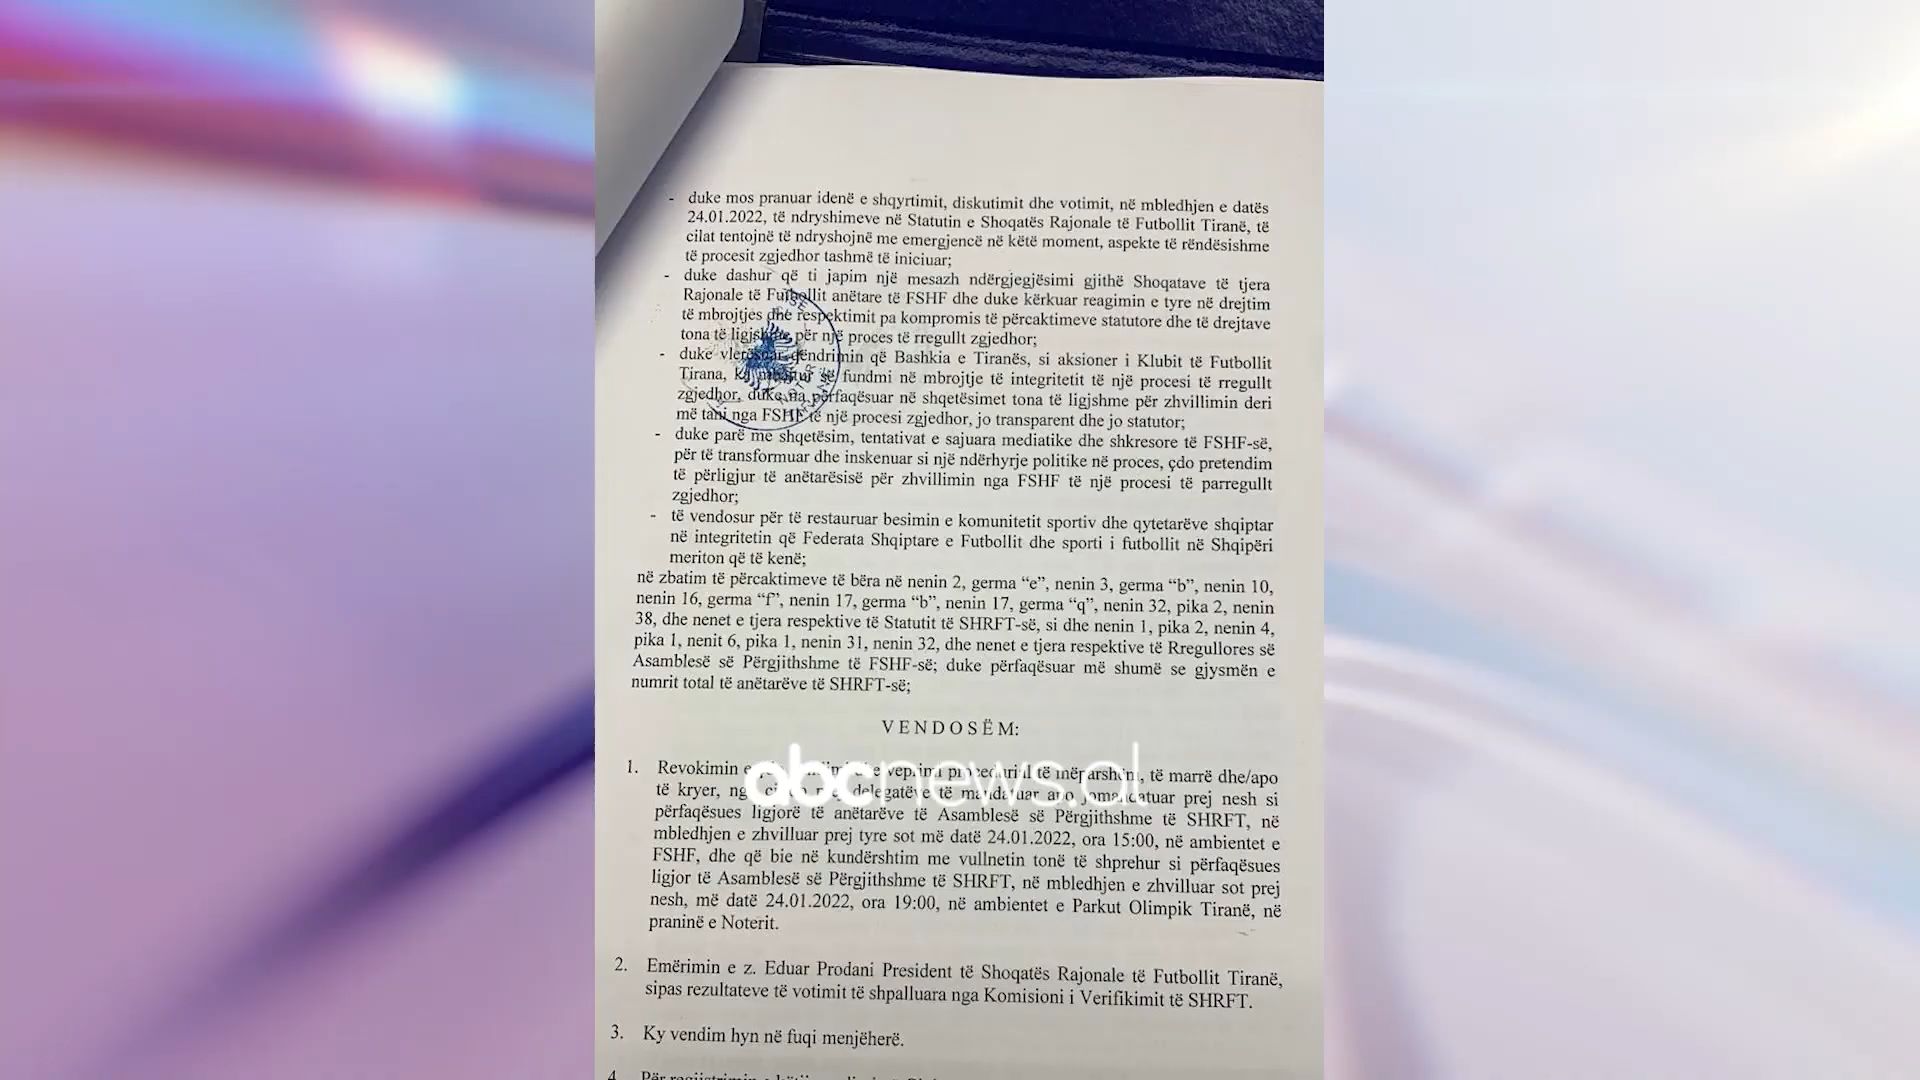 - duke mos pranuar idenë e shqyrtimit, diskutimit dhe votimit, në mbledhjen e datës
24.01.2022, të ndryshimeve në Statutin e Shoqatës Rajonale të Futbollit Tiranë, të
cilat tentojnë të ndryshojnë me emergjencë në këtë moment, aspekte të rëndësishme
të procesit zgjedhor tashmë të iniciuar;
- duke dashur që ti japim një mesazh ndërgjegjësimi gjithë Shoqatave të tjera
Rajonale të Futbollit anëtare të FSHF dhe duke kërkuar reagimin e tyre në drejtim
të mbrojtjes dhe respektimit pa kompromis të përcaktimeve statutore dhe të drejtave
tona të ligjshme për një proces të rregullt zgjedhor;
- duke vlerësuar qëndrimin që Bashkia e Tiranës, si aksioner i Klubit të Futbollit
Tirana, ka mbajtur së fundmi në mbrojtje të integritetit të një procesi të rregullt
zgjedhor, duke na përfaqësuar në shqetësimet tona të ligjshme për zhvillimin deri
më tani nga FSHF të një procesi zgjedhor, jo transparent dhe jo statutor;
- duke parë me shqetësim, tentativat e sajuara mediatike dhe shkresore të FSHF-së,
për të transformuar dhe inskenuar si një ndërhyrje politike në proces, çdo pretendim
të përligjur të anëtarësisë për zhvillimin nga FSHF të një procesi të parregullt
zgjedhor;
- të vendosur për të restauruar besimin e komunitetit sportiv dhe qytetarëve shqiptar
në integritetin që Federata Shqiptare e Futbollit dhe sporti i futbollit në Shqipëri
meriton që të kenë;
në zbatim të përcaktimeve të bëra në nenin 2, germa “e”, nenin 3, germa “b”, nenin 10,
nenin 16, germa “f”, nenin 17, germa “b”, nenin 17, germa “q”, nenin 32, pika 2, nenin
38, dhe nenet e tjera respektive të Statutit të SHRFT-së, si dhe nenin 1, pika 2, nenin 4,
pika 1, nenit 6, pika 1, nenin 31, nenin 32, dhe nenet e tjera respektive të Rregullores së
Asamblesë së Përgjithshme të FSHF-së; duke përfaqësuar më shumë se gjysmën e
numrit total të anëtarëve të SHRFT-së;
VENDOSËM:
1. Revokimin e veprimi procedurial të mëparshëm, të marrë dhe/apo
abcnews.al
të kryer, nga delegatëve të mandatuar apo jomandatuar prej nesh si
përfaqësues ligjorë të anëtarëve të Asamblesë së Përgjithshme të SHRFT, në
mbledhjen e zhvilluar prej tyre sot më datë 24.01.2022, ora 15:00, në ambientet e
FSHF, dhe që bie në kundërshtim me vullnetin tonë të shprehur si përfaqësues
ligjor të Asamblesë së Përgjithshme të SHRFT, në mbledhjen e zhvilluar sot prej
nesh, më datë 24.01.2022, ora 19:00, në ambientet e Parkut Olimpik Tiranë, në
praninë e Noterit.
2. Emërimin e z. Eduar Prodani President të Shoqatës Rajonale të Futbollit Tiranë,
sipas rezultateve të votimit të shpalluara nga Komisioni i Verifikimit të SHRFT.
3. Ky vendim hyn në fuqi menjëherë.
4. Për